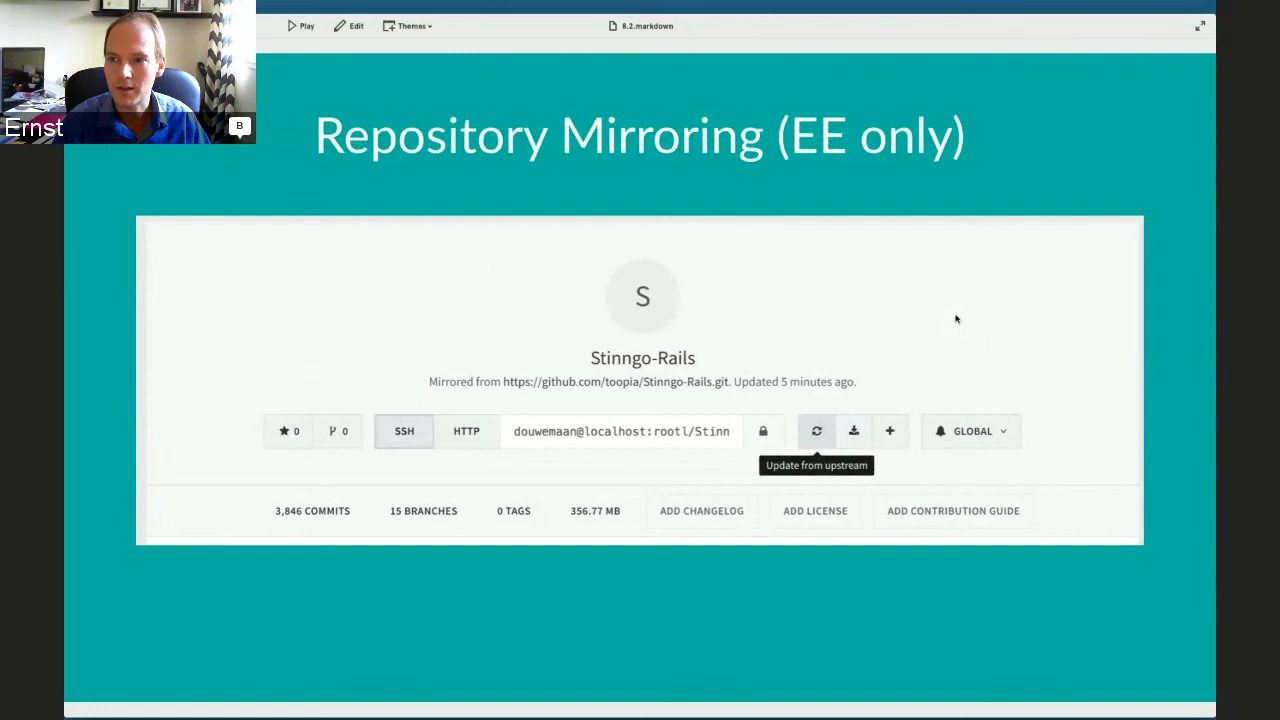 Play Edit Themes 8.2.markdown
Ernst B
Repository Mirroring (EE only)
S
Stinngo-Rails
Mirrored from https://github.com/toopia/Stinngo-Rails.git. Updated 5 minutes ago.
0 0 SSH HTTP douwemaan@localhost:rootl/Stinn GLOBAL
Update from upstream
3,846 COMMITS 15 BRANCHES 0 TAGS 356.77 MB ADD CHANGELOG ADD LICENSE ADD CONTRIBUTION GUIDE